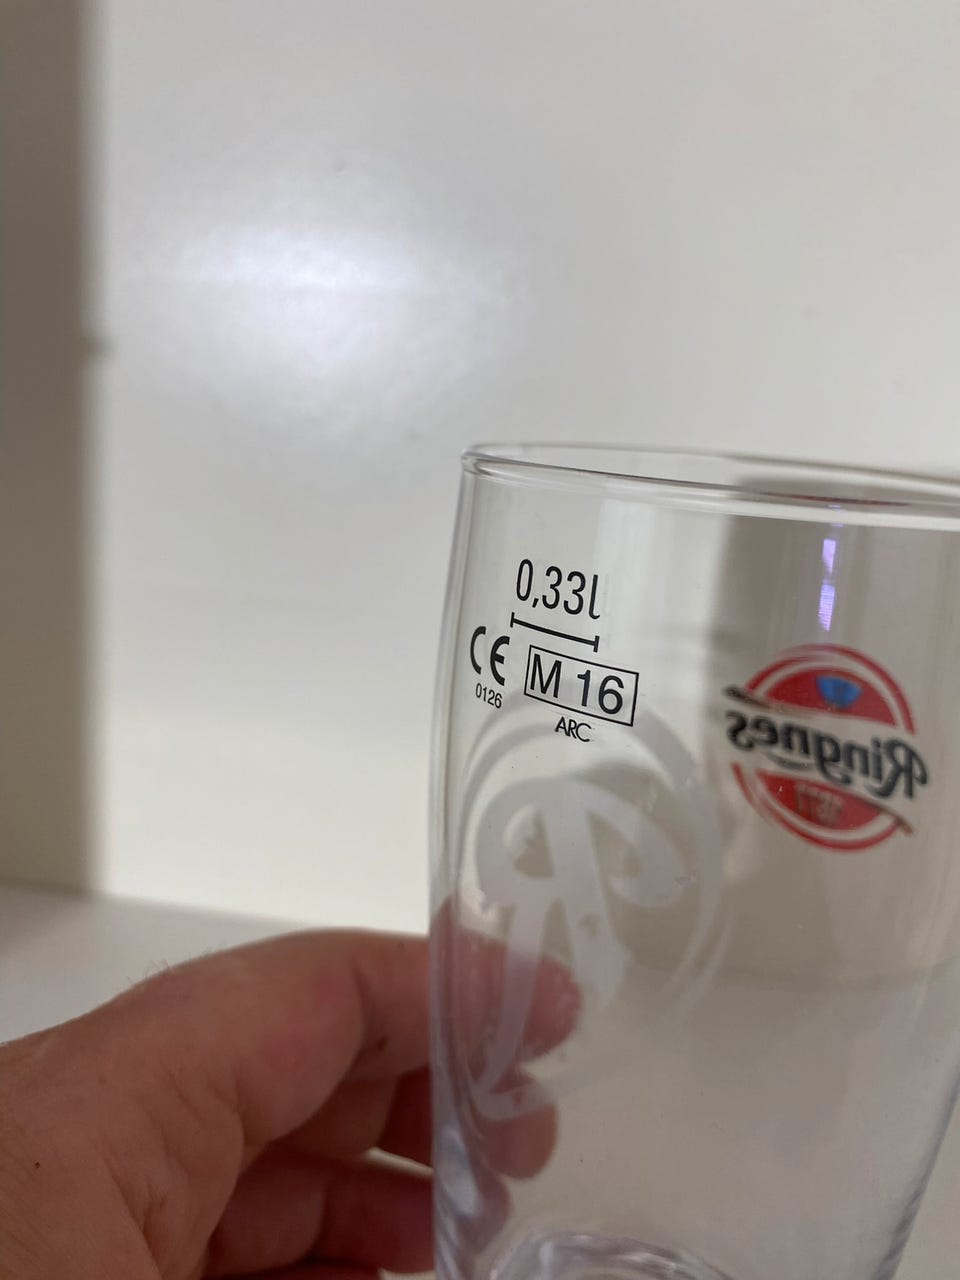 0,33l
CE M 16
0126
ARC
Ringnes